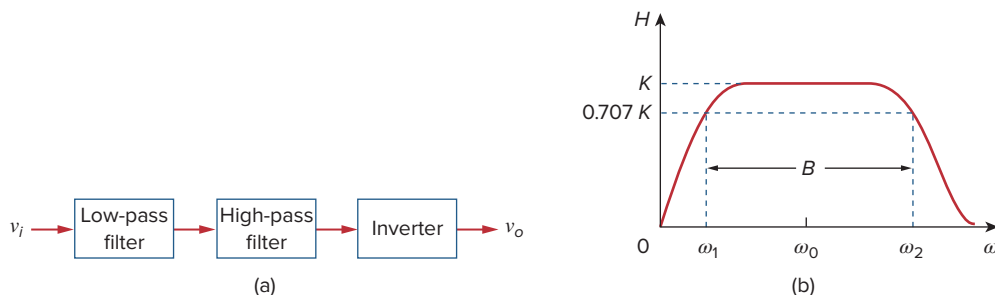 v_i
Low-pass
filter
High-pass
filter
Inverter
v_o
(a)
H
K
0.707 K
B
0
ω_1
ω_0
ω_2
ω
(b)